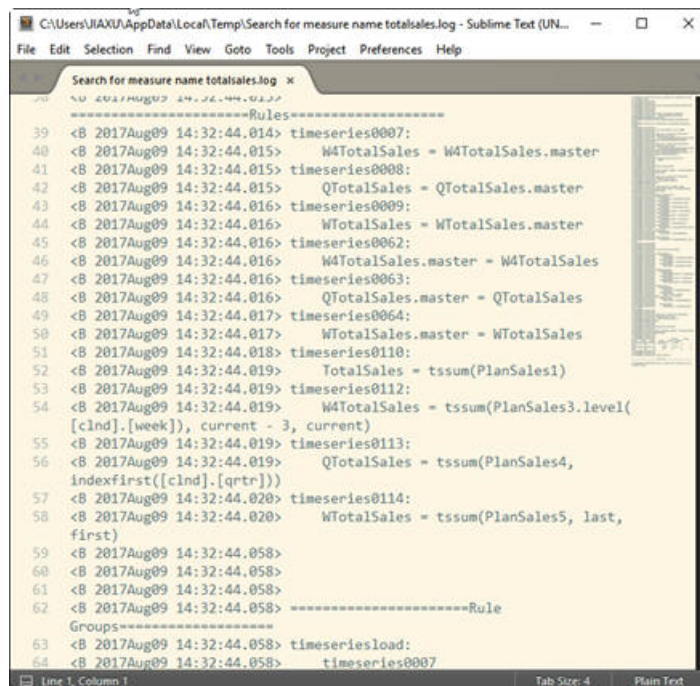 C:\Users\JIAXU\AppData\Local\Temp\Search for measure name totalsales.log - Sublime Text (UN...
File Edit Selection Find View Goto Tools Project Preferences Help
Search for measure name totalsales.log ×
======================Rules===================
39 <B 2017Aug09 14:32:44.014> timeseries0007:
40 <B 2017Aug09 14:32:44.015> W4TotalSales = W4TotalSales.master
41 <B 2017Aug09 14:32:44.015> timeseries0008:
42 <B 2017Aug09 14:32:44.015> QTotalSales = QTotalSales.master
43 <B 2017Aug09 14:32:44.016> timeseries0009:
44 <B 2017Aug09 14:32:44.016> WTotalSales = WTotalSales.master
45 <B 2017Aug09 14:32:44.016> timeseries0062:
46 <B 2017Aug09 14:32:44.016> W4TotalSales.master = W4TotalSales
47 <B 2017Aug09 14:32:44.016> timeseries0063:
48 <B 2017Aug09 14:32:44.016> QTotalSales.master = QTotalSales
49 <B 2017Aug09 14:32:44.017> timeseries0064:
50 <B 2017Aug09 14:32:44.017> WTotalSales.master = WTotalSales
51 <B 2017Aug09 14:32:44.018> timeseries0110:
52 <B 2017Aug09 14:32:44.019> TotalSales = tssum(PlanSales1)
53 <B 2017Aug09 14:32:44.019> timeseries0112:
54 <B 2017Aug09 14:32:44.019> W4TotalSales = tssum(PlanSales3.level(
[clnd].[week]), current - 3, current)
55 <B 2017Aug09 14:32:44.019> timeseries0113:
56 <B 2017Aug09 14:32:44.019> QTotalSales = tssum(PlanSales4,
indexfirst([clnd].[qrtr]))
57 <B 2017Aug09 14:32:44.020> timeseries0114:
58 <B 2017Aug09 14:32:44.020> WTotalSales = tssum(PlanSales5, last,
first)
59 <B 2017Aug09 14:32:44.058>
60 <B 2017Aug09 14:32:44.058>
61 <B 2017Aug09 14:32:44.058>
62 <B 2017Aug09 14:32:44.058> ======================Rule
Groups===================
63 <B 2017Aug09 14:32:44.058> timeseriesload:
64 <B 2017Aug09 14:32:44.058> timeseries0007
Line 1, Column 1 Tab Size: 4 Plain Text